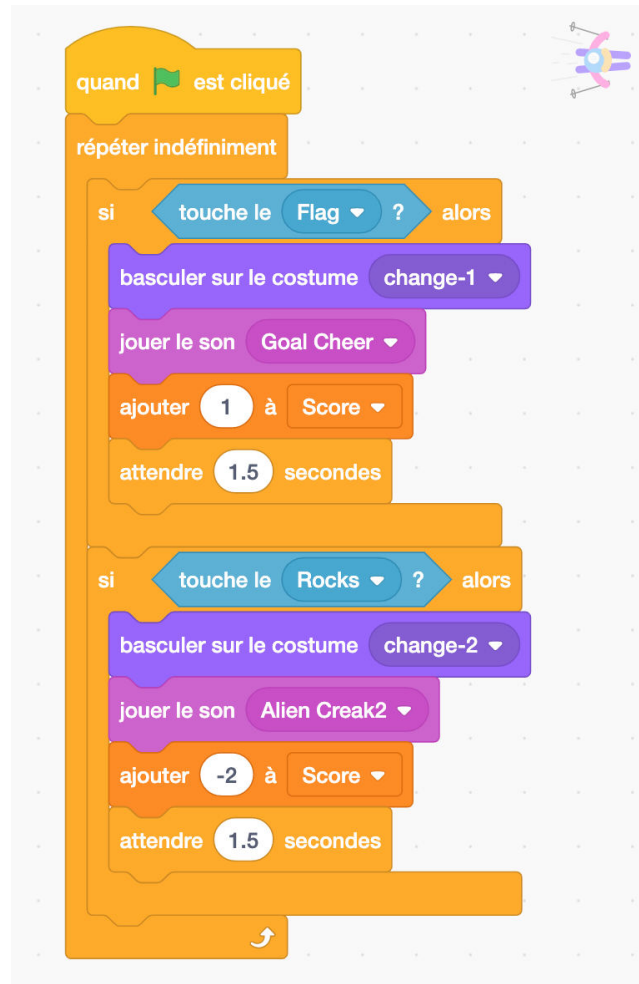 quand est cliqué
répéter indéfiniment
si touche le Flag ? alors
basculer sur le costume change-1
jouer le son Goal Cheer
ajouter 1 à Score
attendre 1.5 secondes
si touche le Rocks ? alors
basculer sur le costume change-2
jouer le son Alien Creak2
ajouter -2 à Score
attendre 1.5 secondes